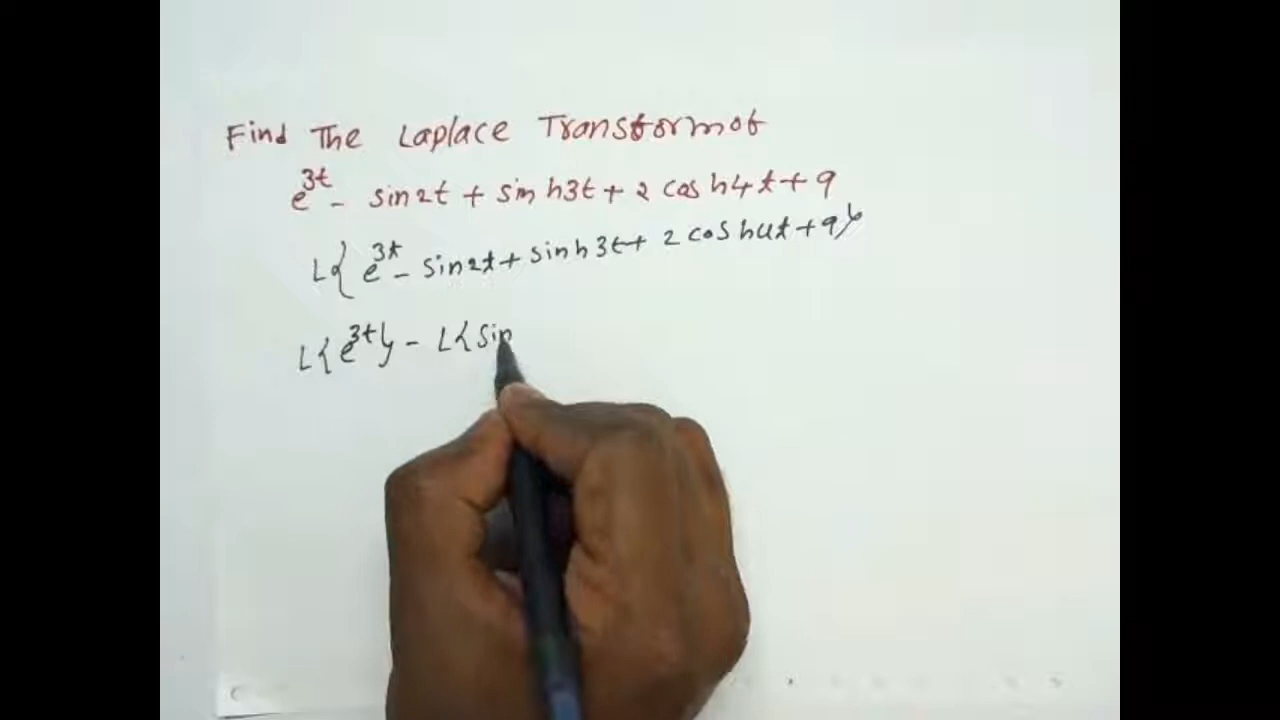 Find The Laplace Transform of
e^3t - sin2t + sinh3t + 2 cosh4t + 9
L{e^3t - sin2t + sinh3t + 2 cosh4t + 9}
L{e^3t} - L{sin